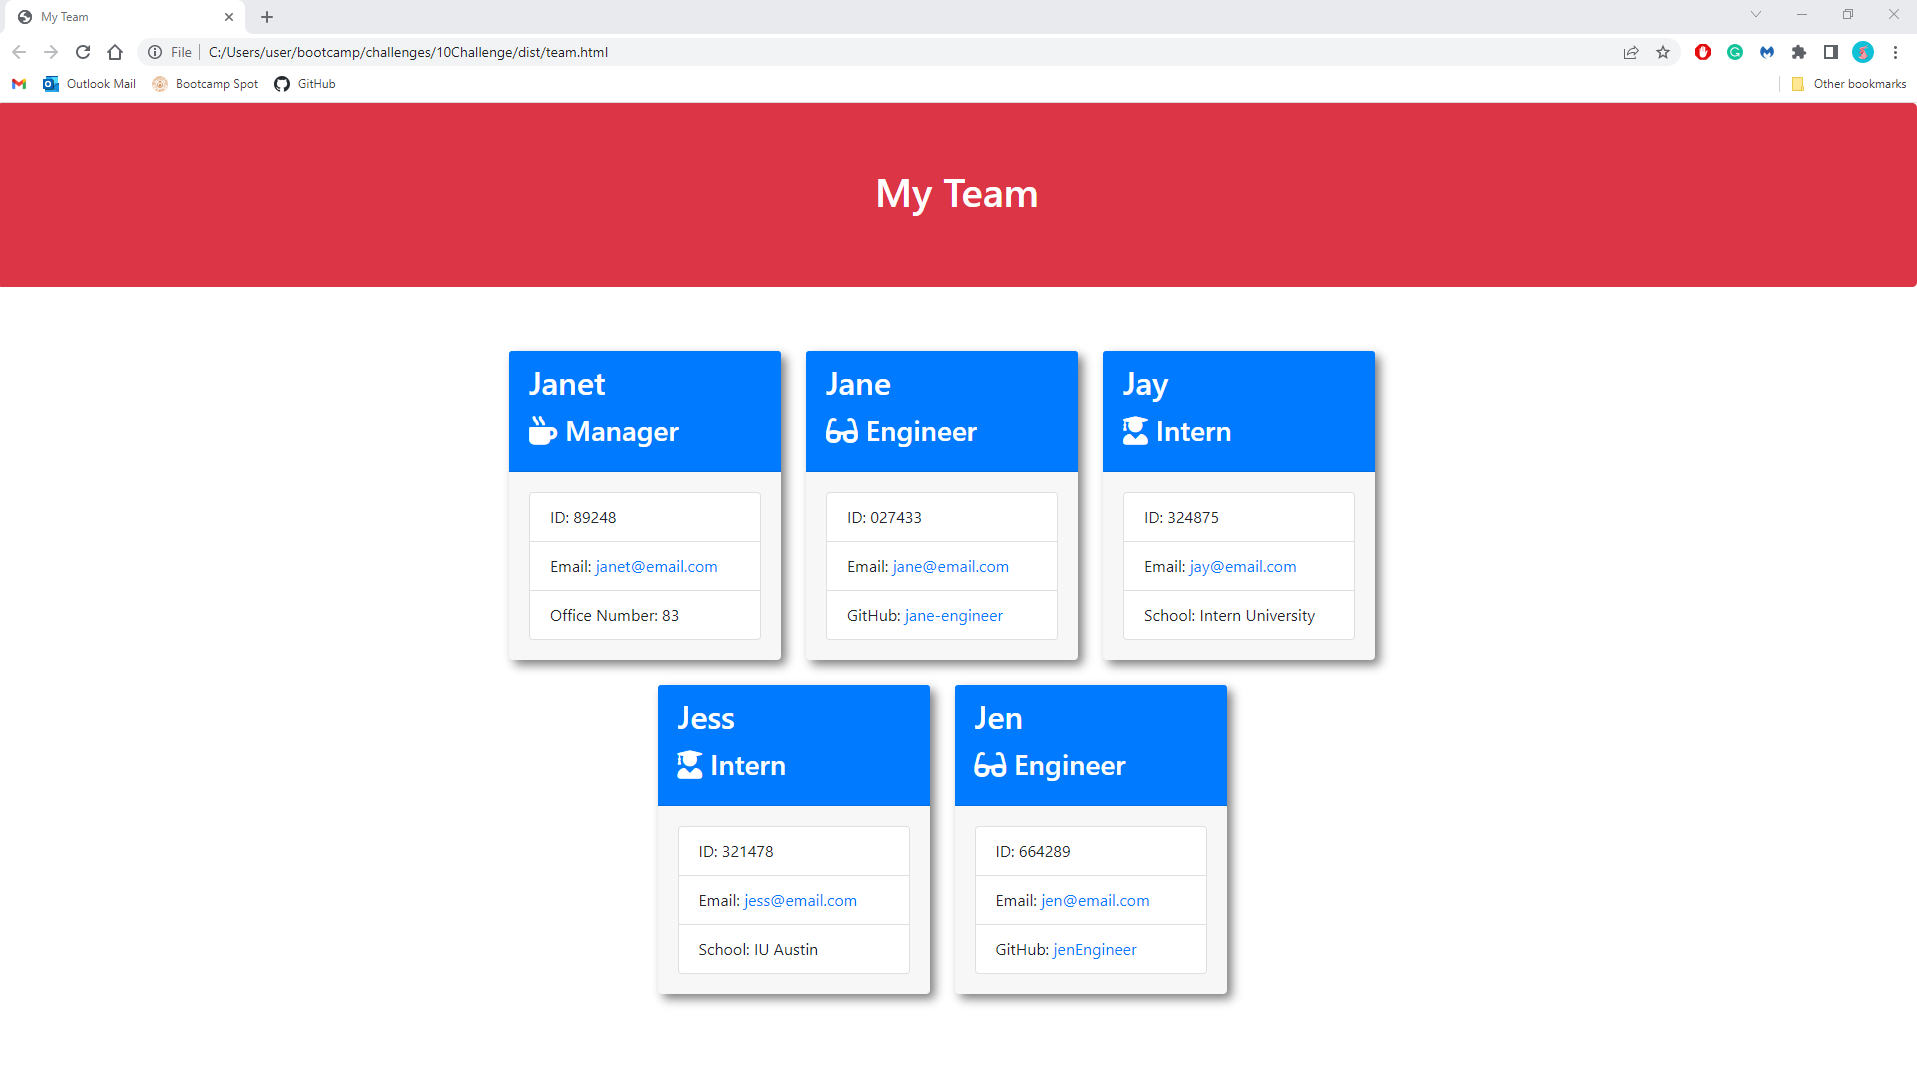 My Team
File
C:/Users/user/bootcamp/challenges/10Challenge/dist/team.html
Outlook Mail
Bootcamp Spot
GitHub
Other bookmarks
My Team
Janet
Manager
ID: 89248
Email: janet@email.com
Office Number: 83
Jane
Engineer
ID: 027433
Email: jane@email.com
GitHub: jane-engineer
Jay
Intern
ID: 324875
Email: jay@email.com
School: Intern University
Jess
Intern
ID: 321478
Email: jess@email.com
School: IU Austin
Jen
Engineer
ID: 664289
Email: jen@email.com
GitHub: jenEngineer